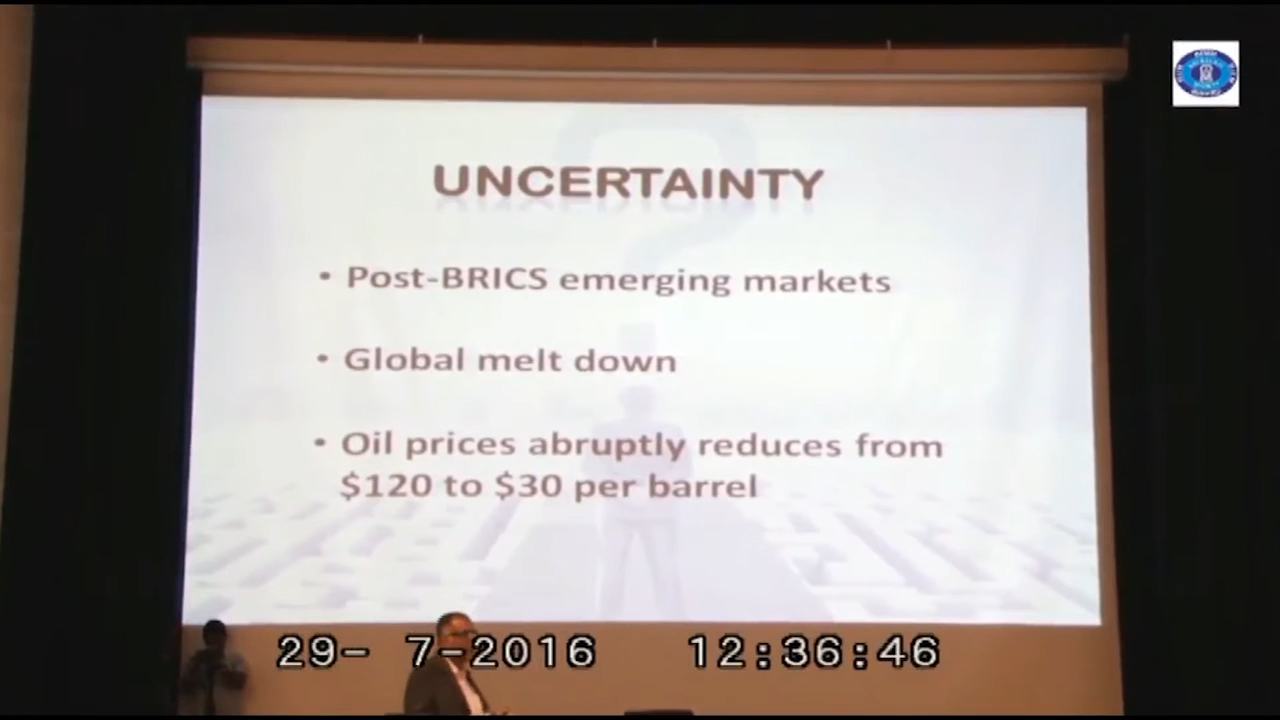 UNCERTAINTY
• Post-BRICS emerging markets
• Global melt down
• Oil prices abruptly reduces from
$120 to $30 per barrel
29- 7-2016 12:36:46